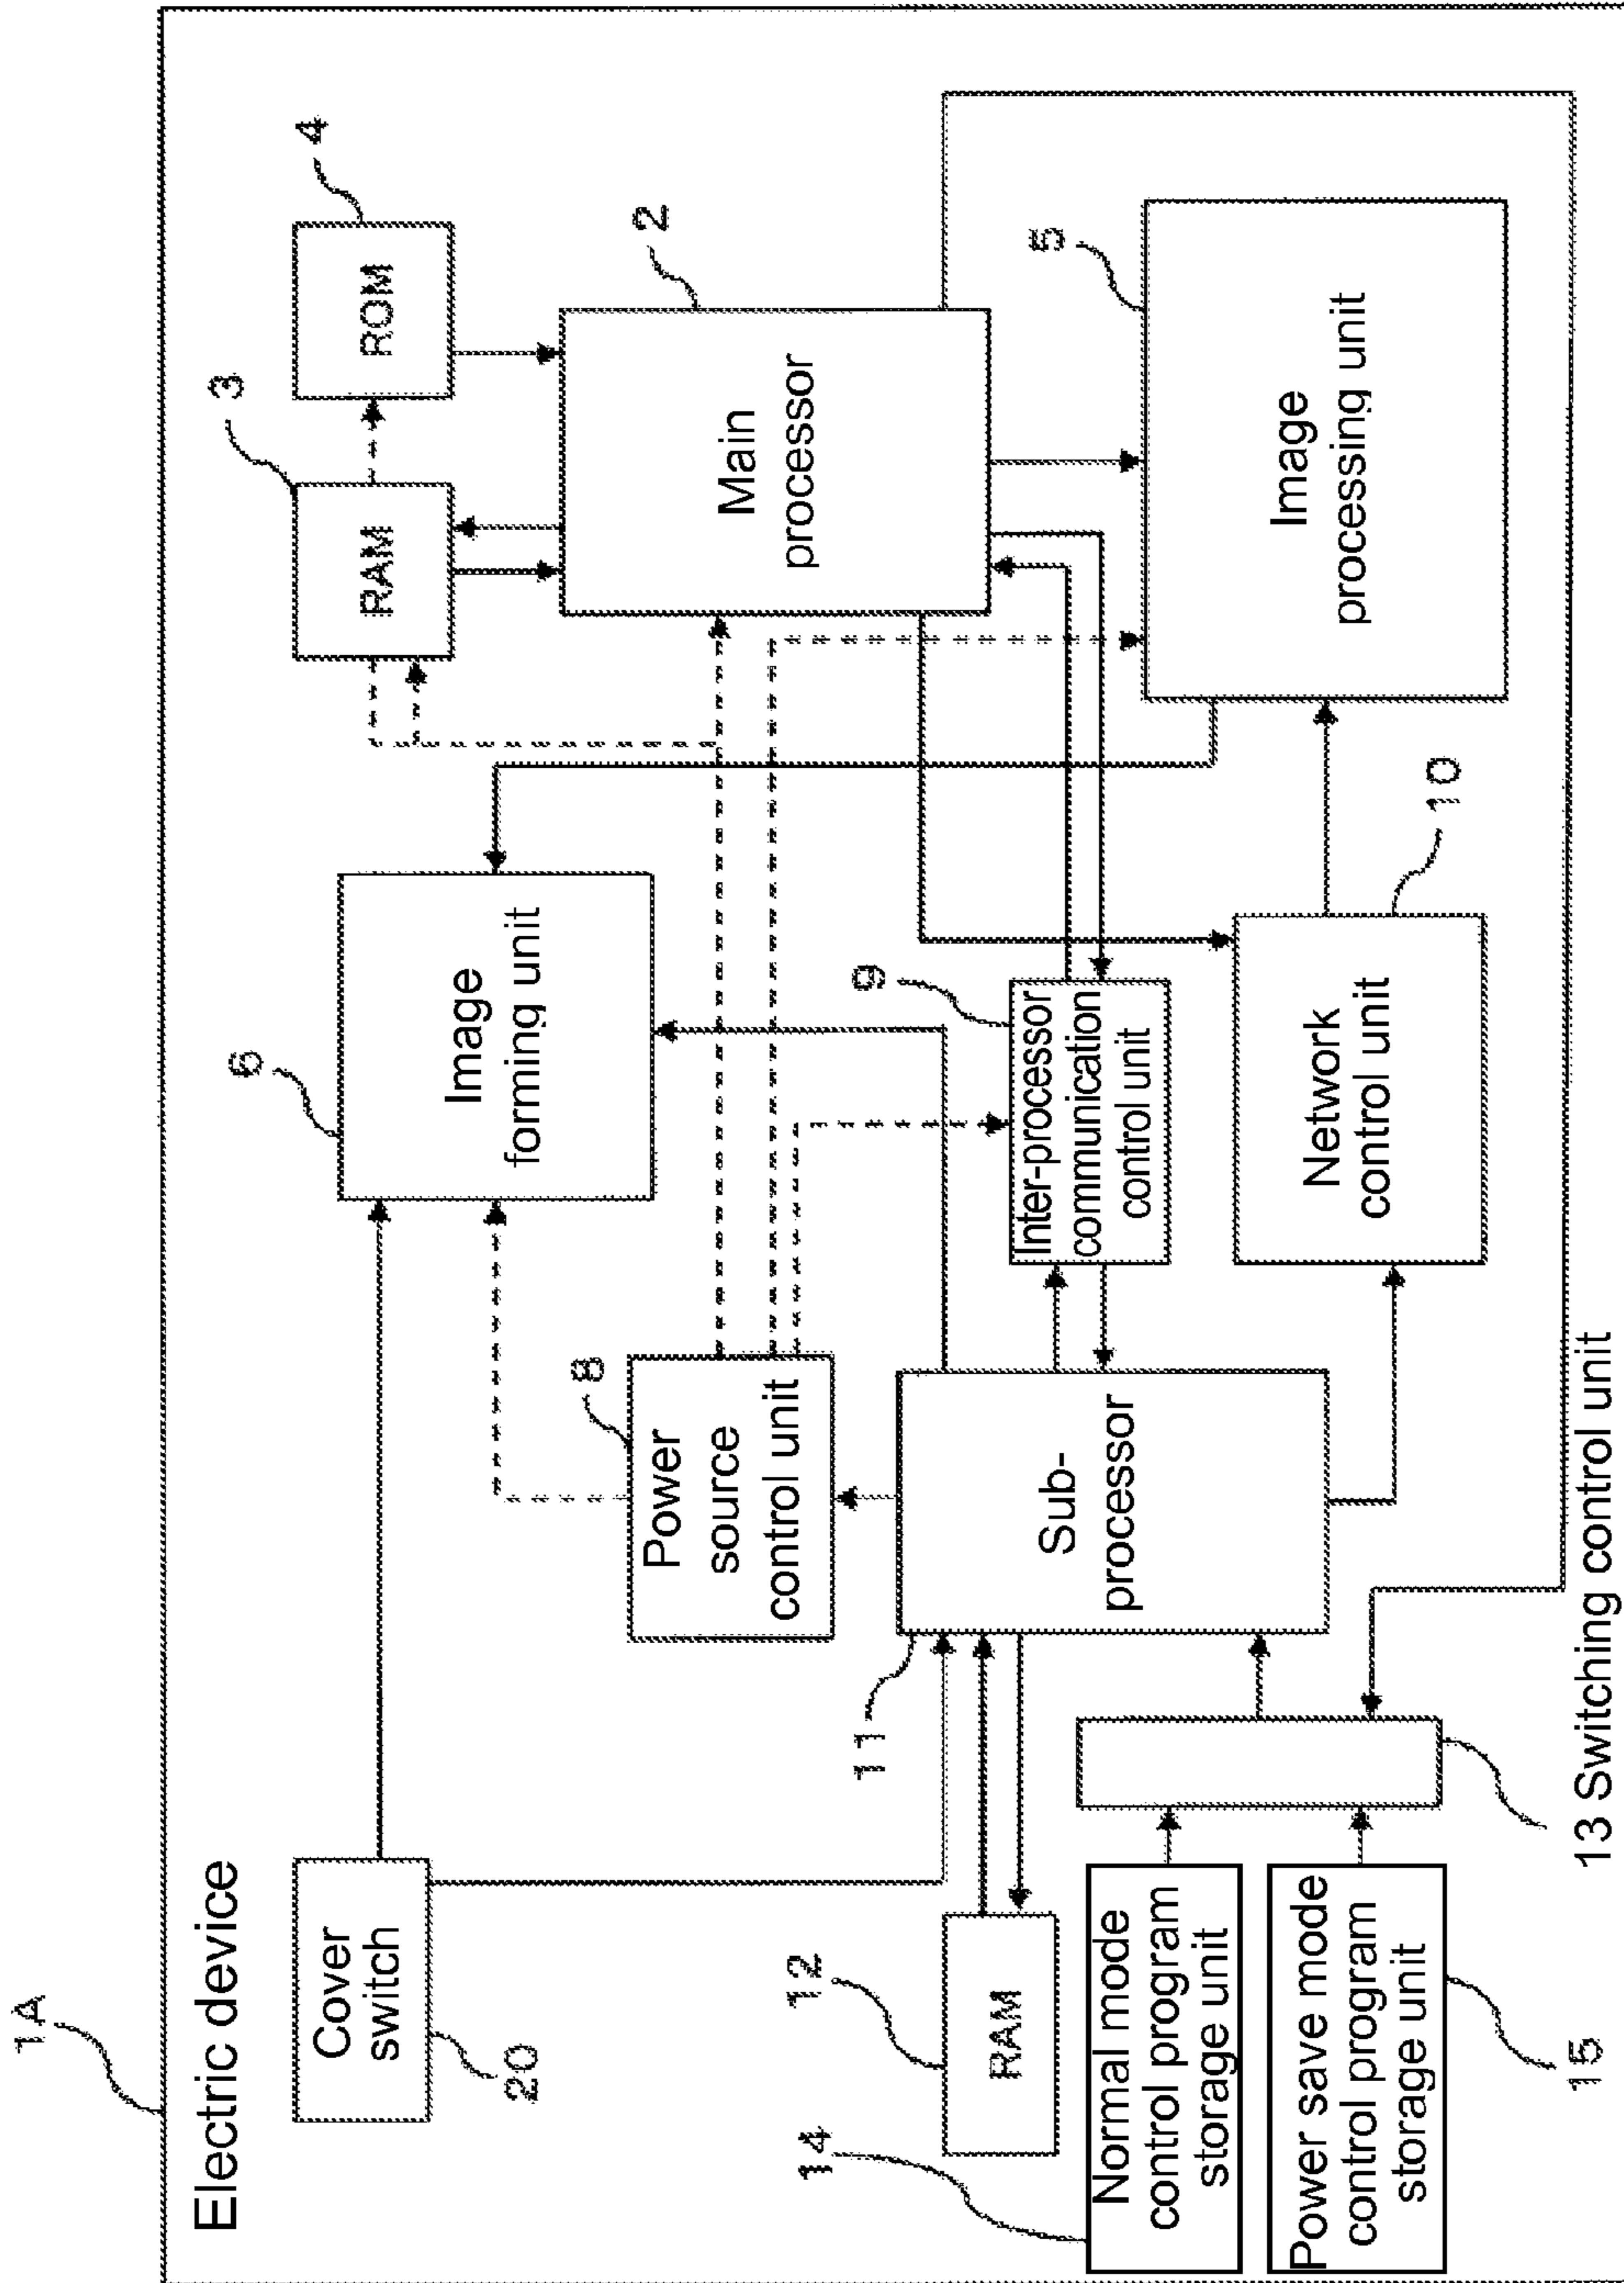 1A
Electric device
Cover
switch
20
6
Image
forming unit
3
RAM
4
ROM
8
Power
source
control unit
2
Main
processor
11
Sub-
processor
9
Inter-processor
communication
control unit
12
RAM
14
Normal mode
control program
storage unit
Power save mode
control program
storage unit
15
13 Switching control unit
Network
control unit
10
5
Image
processing unit